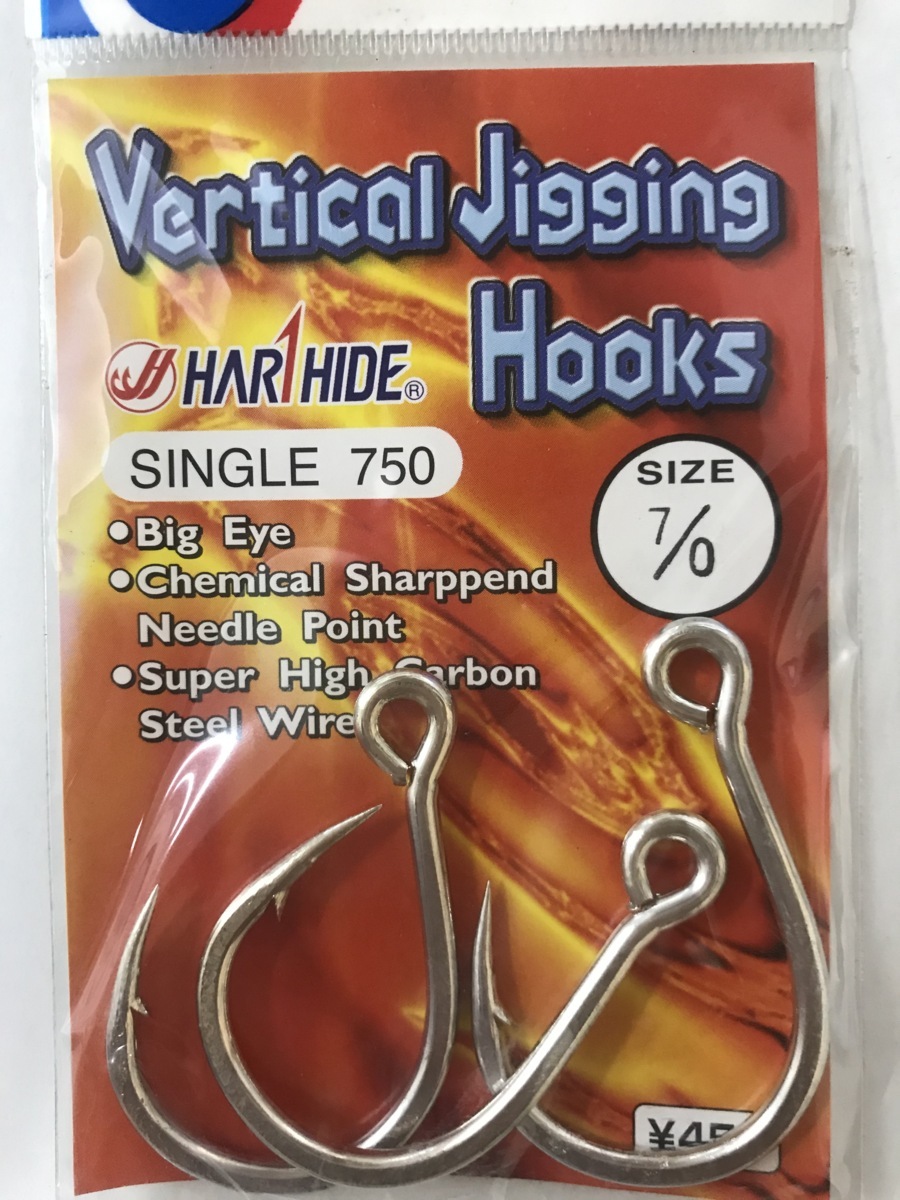 Vertical Jigging
Hooks
HAR1HIDE®
SINGLE 750
SIZE
7/0
•Big Eye
•Chemical Sharppend
Needle Point
•Super High Carbon
Steel Wire